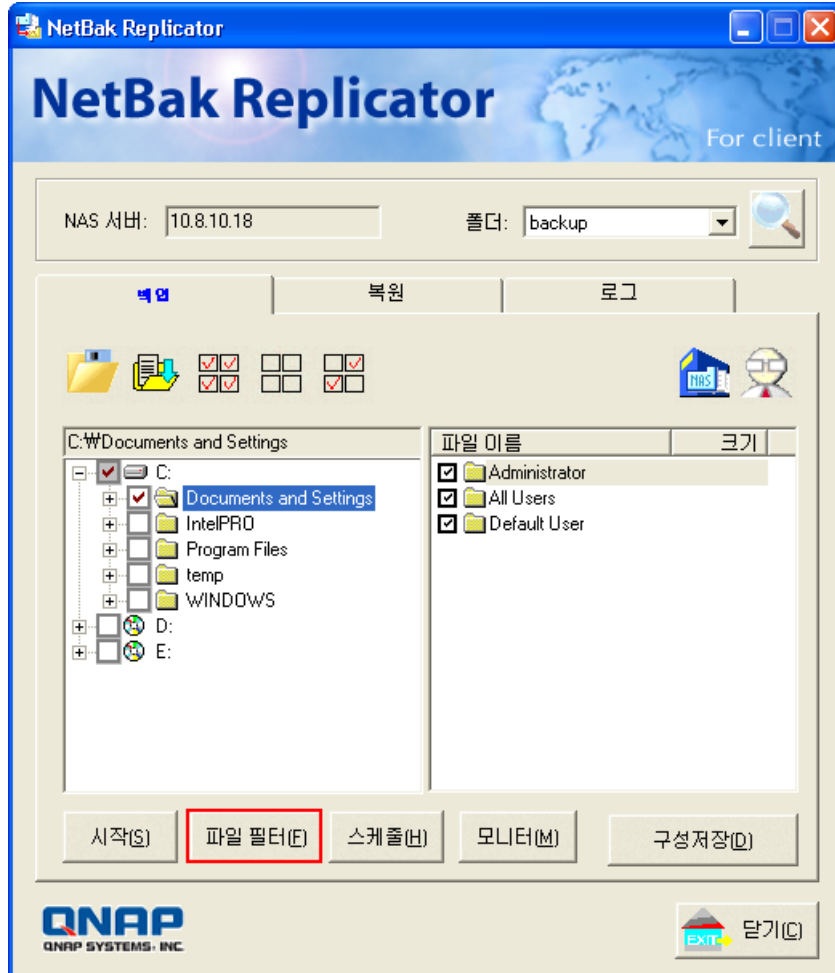 NetBak Replicator
NetBak Replicator
For client
NAS 서버: 10.8.10.18 폴더: backup
백업 복원 로그
NAS
C:₩Documents and Settings
C:
Documents and Settings
IntelPRO
Program Files
temp
WINDOWS
D:
E:
파일 이름 크기
Administrator
All Users
Default User
시작(S) 파일 필터(F) 스케줄(H) 모니터(M) 구성저장(D)
QNAP
QNAP SYSTEMS, INC.
EXIT 닫기(C)